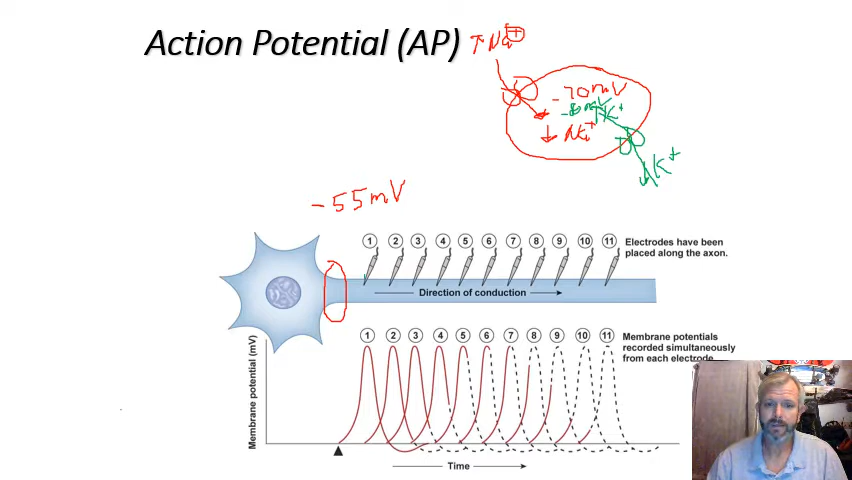 Action Potential (AP)
↑Na+
-70mV
K+
K+
-55mV
1 2 3 4 5 6 7 8 9 10 11
Electrodes have been
placed along the axon.
Direction of conduction
1 2 3 4 5 6 7 8 9 10 11
Membrane potentials
recorded simultaneously
from each electrode.
Membrane potential (mV)
Time